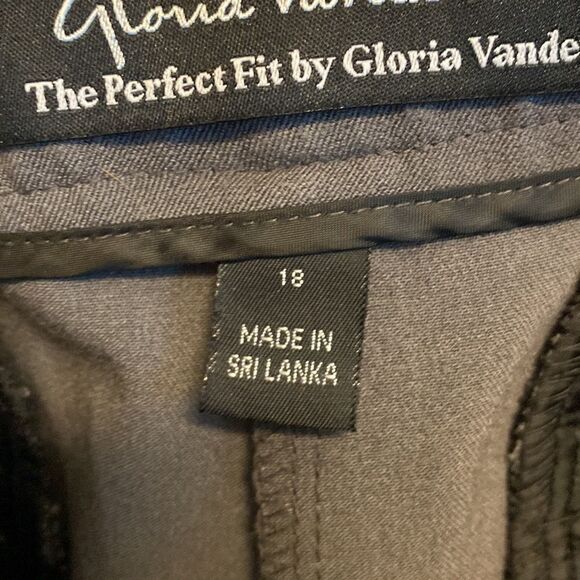 Gloria
The Perfect Fit by Gloria Vande
18
MADE IN
SRI LANKA